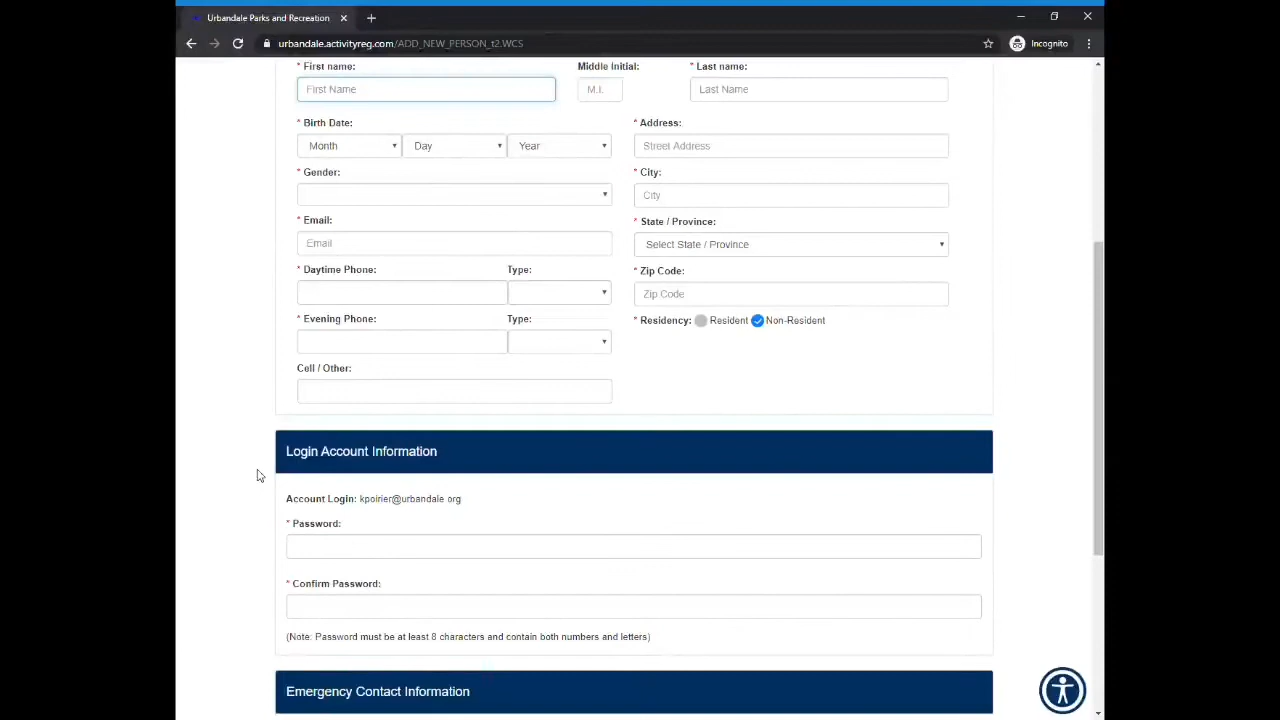 Urbandale Parks and Recreation
urbandale.activityreg.com/ADD_NEW_PERSON_t2.WCS
Incognito
* First name:
Middle Initial:
* Last name:
First Name
M.I.
Last Name
* Birth Date:
* Address:
Month
Day
Year
Street Address
* Gender:
* City:
City
* Email:
* State / Province:
Email
Select State / Province
* Daytime Phone:
Type:
* Zip Code:
Zip Code
* Evening Phone:
Type:
* Residency: Resident Non-Resident
Cell / Other:
Login Account Information
Account Login: kpoirier@urbandale.org
* Password:
* Confirm Password:
(Note: Password must be at least 8 characters and contain both numbers and letters)
Emergency Contact Information